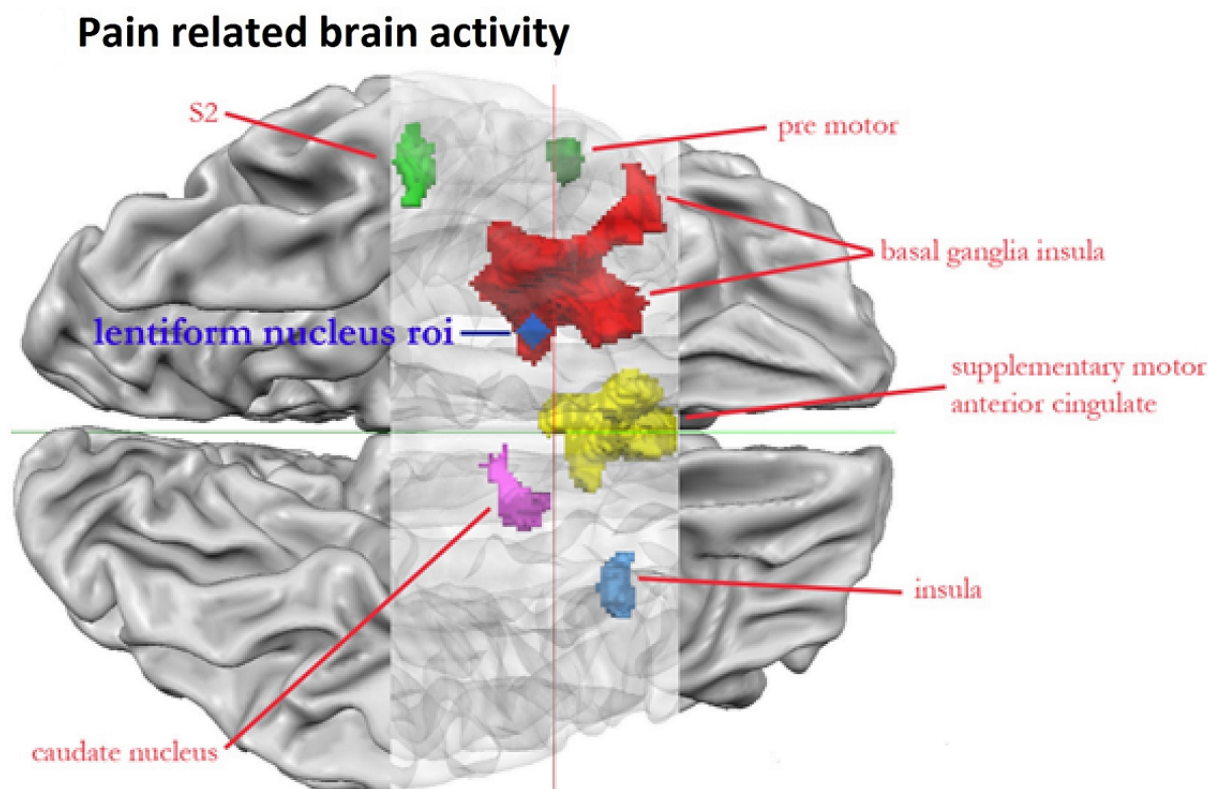 Pain related brain activity
S2
pre motor
basal ganglia insula
lentiform nucleus roi
supplementary motor
anterior cingulate
insula
caudate nucleus